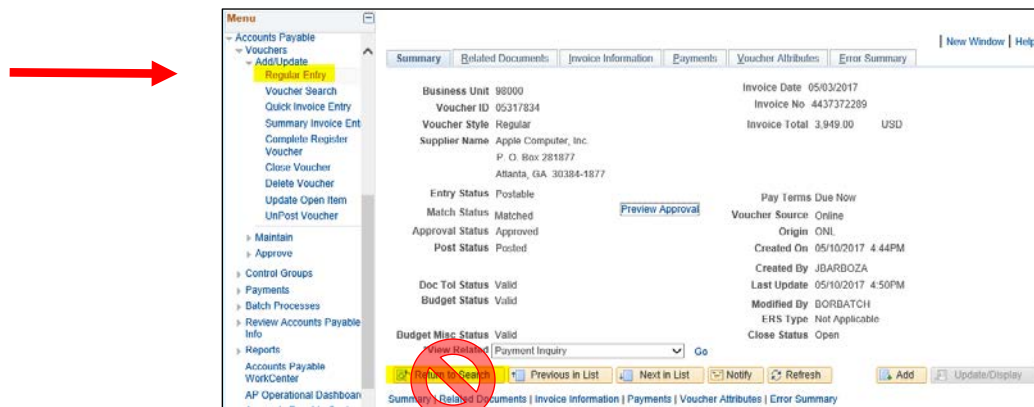 Menu
Accounts Payable
Vouchers
Add/Update
Regular Entry
Voucher Search
Quick Invoice Entry
Summary Invoice Ent
Complete Register
Voucher
Close Voucher
Delete Voucher
Update Open Item
UnPost Voucher
Maintain
Approve
Control Groups
Payments
Batch Processes
Review Accounts Payable
Info
Reports
Accounts Payable
WorkCenter
AP Operational Dashboar
New Window | Help
Summary Related Documents Invoice Information Payments Voucher Attributes Error Summary
Business Unit 98000 Invoice Date 05/03/2017
Voucher ID 05317834 Invoice No 4437372289
Voucher Style Regular Invoice Total 3,949.00 USD
Supplier Name Apple Computer, Inc.
P. O. Box 281877
Atlanta, GA 30384-1877
Entry Status Postable Pay Terms Due Now
Match Status Matched Preview Approval Voucher Source Online
Approval Status Approved Origin ONL
Post Status Posted Created On 05/10/2017 4:44PM
Created By JBARBOZA
Doc Tol Status Valid Last Update 05/10/2017 4:50PM
Budget Status Valid Modified By BORBATCH
ERS Type Not Applicable
Budget Misc Status Valid Close Status Open
*View Related Payment Inquiry Go
Return to Search Previous in List Next in List Notify Refresh Add Update/Display
Summary | Related Documents | Invoice Information | Payments | Voucher Attributes | Error Summary